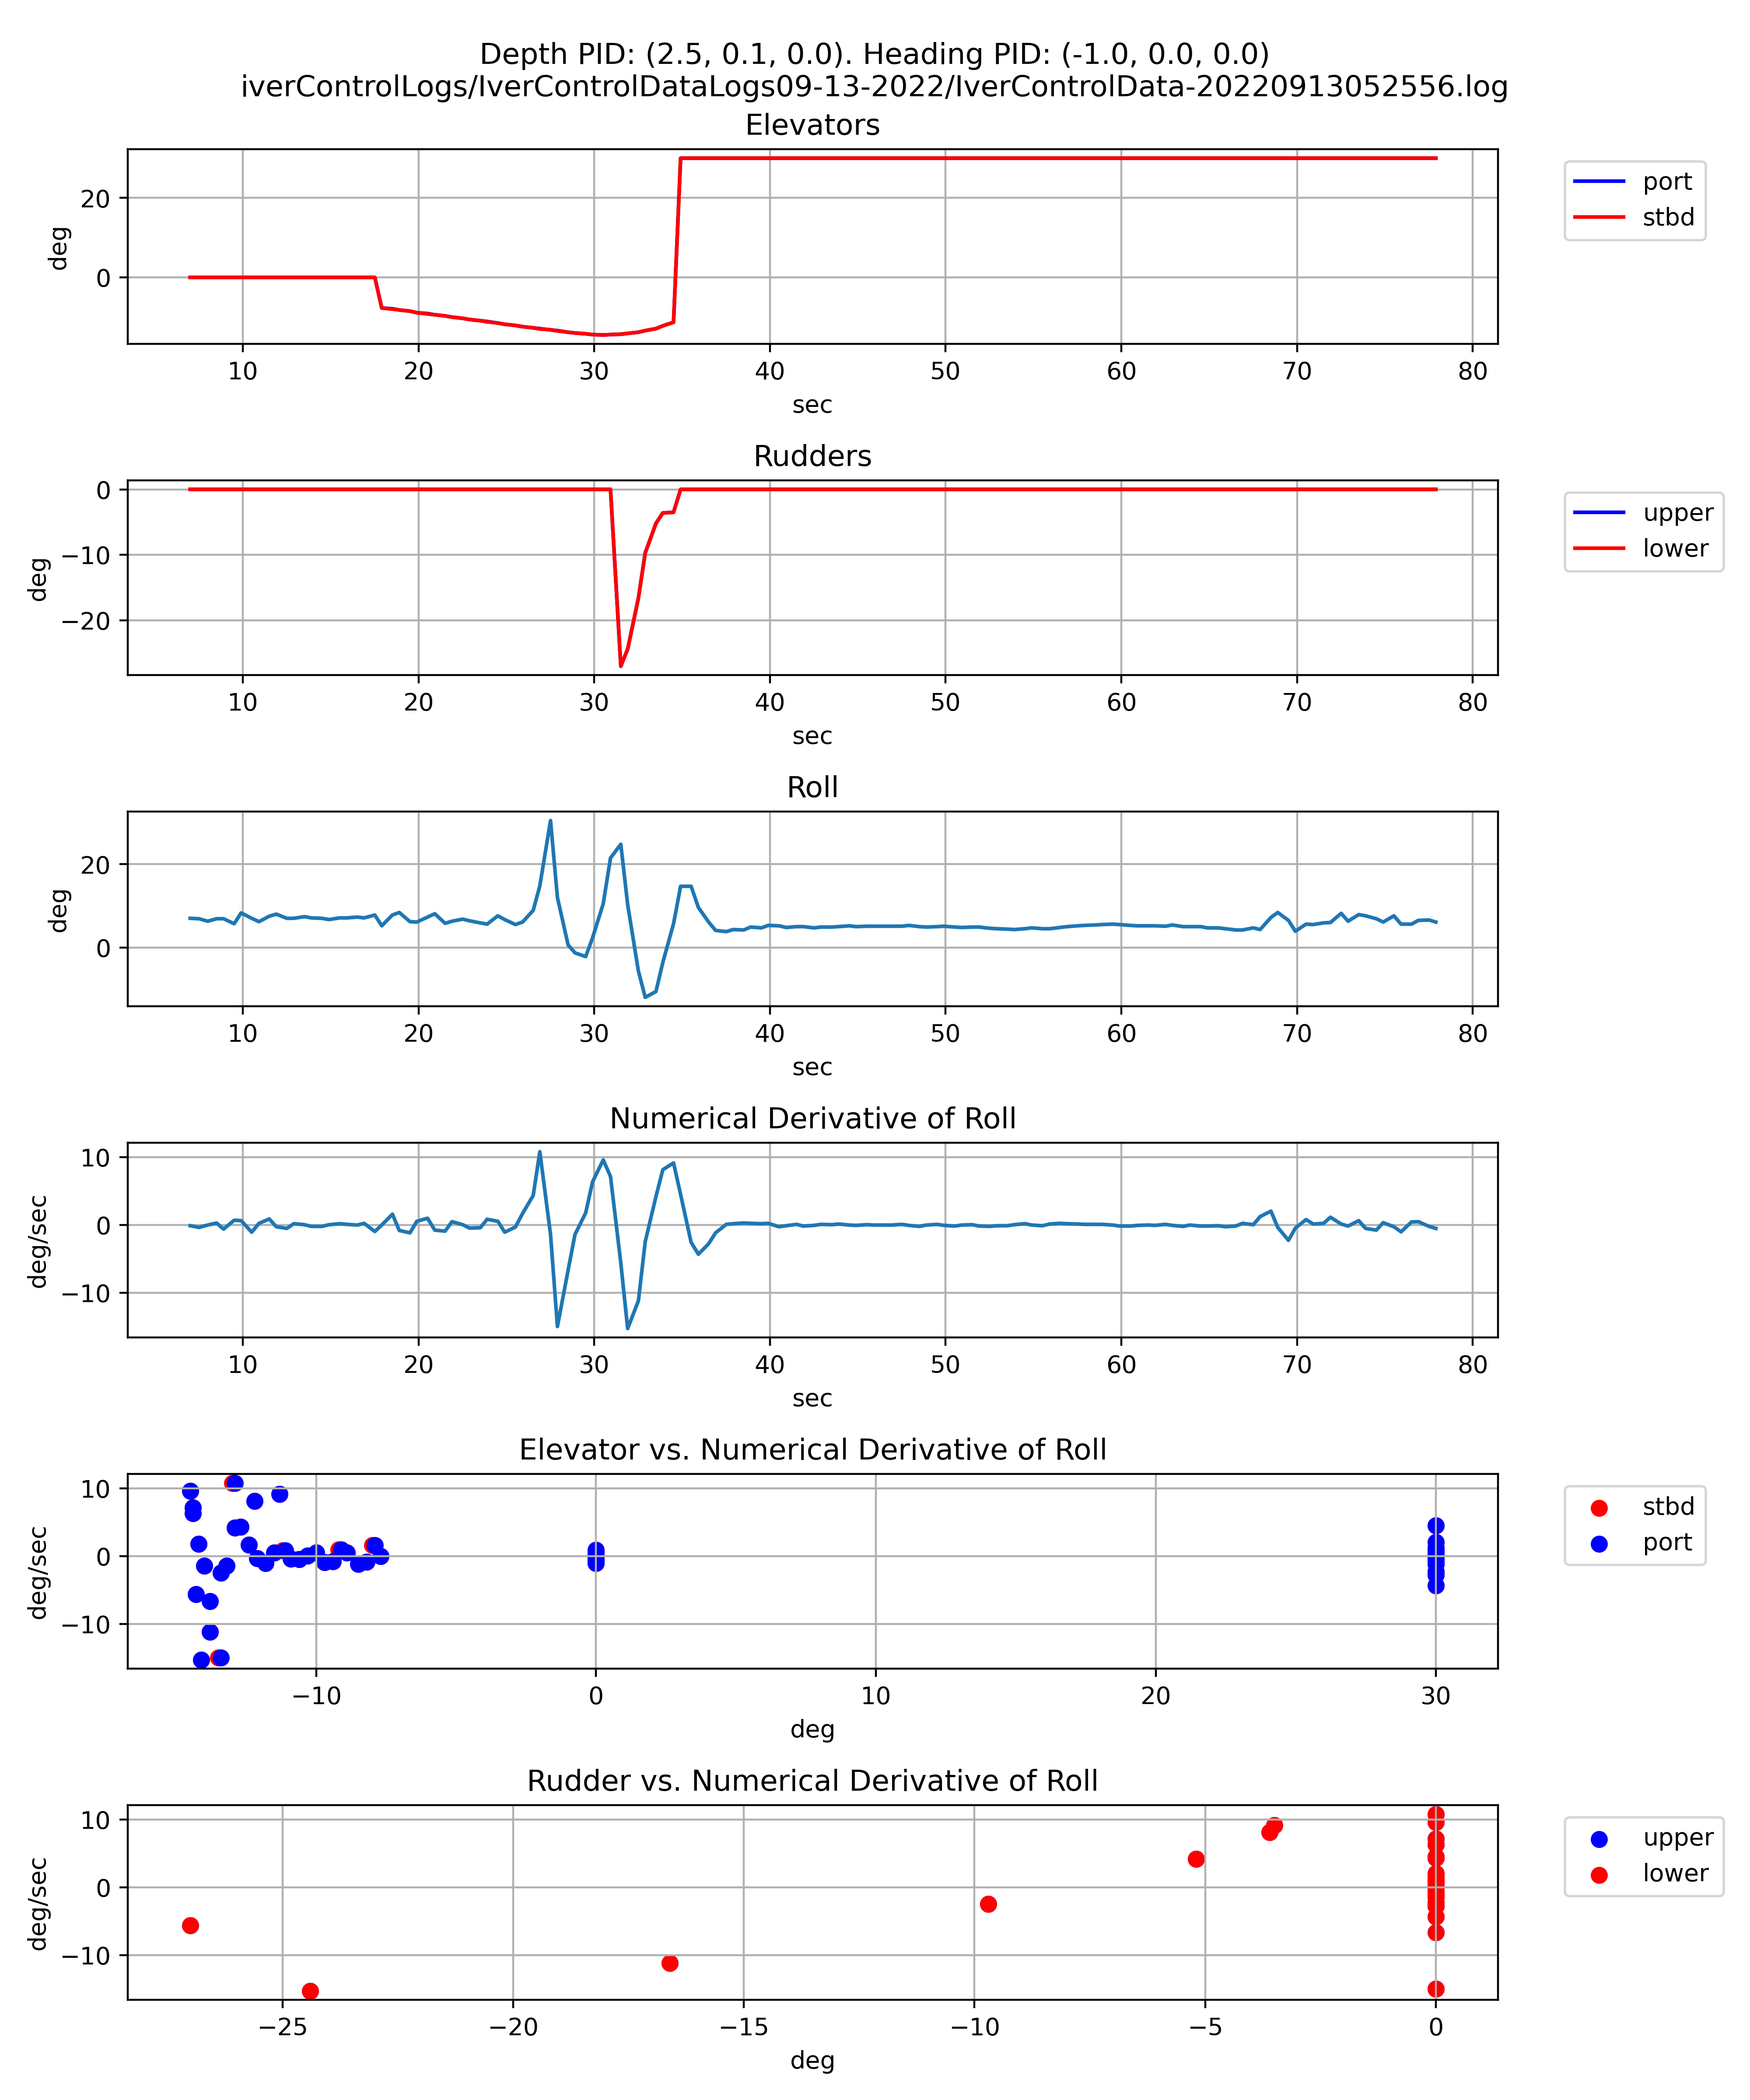 Depth PID: (2.5, 0.1, 0.0). Heading PID: (-1.0, 0.0, 0.0)
iverControlLogs/IverControlDataLogs09-13-2022/IverControlData-20220913052556.log
Elevators
deg
20
0
10 20 30 40 50 60 70 80
sec
port
stbd
Rudders
deg
0
−10
−20
10 20 30 40 50 60 70 80
sec
upper
lower
Roll
deg
20
0
10 20 30 40 50 60 70 80
sec
Numerical Derivative of Roll
deg/sec
10
0
−10
10 20 30 40 50 60 70 80
sec
Elevator vs. Numerical Derivative of Roll
deg/sec
10
0
−10
−10 0 10 20 30
deg
stbd
port
Rudder vs. Numerical Derivative of Roll
deg/sec
10
0
−10
−25 −20 −15 −10 −5 0
deg
upper
lower